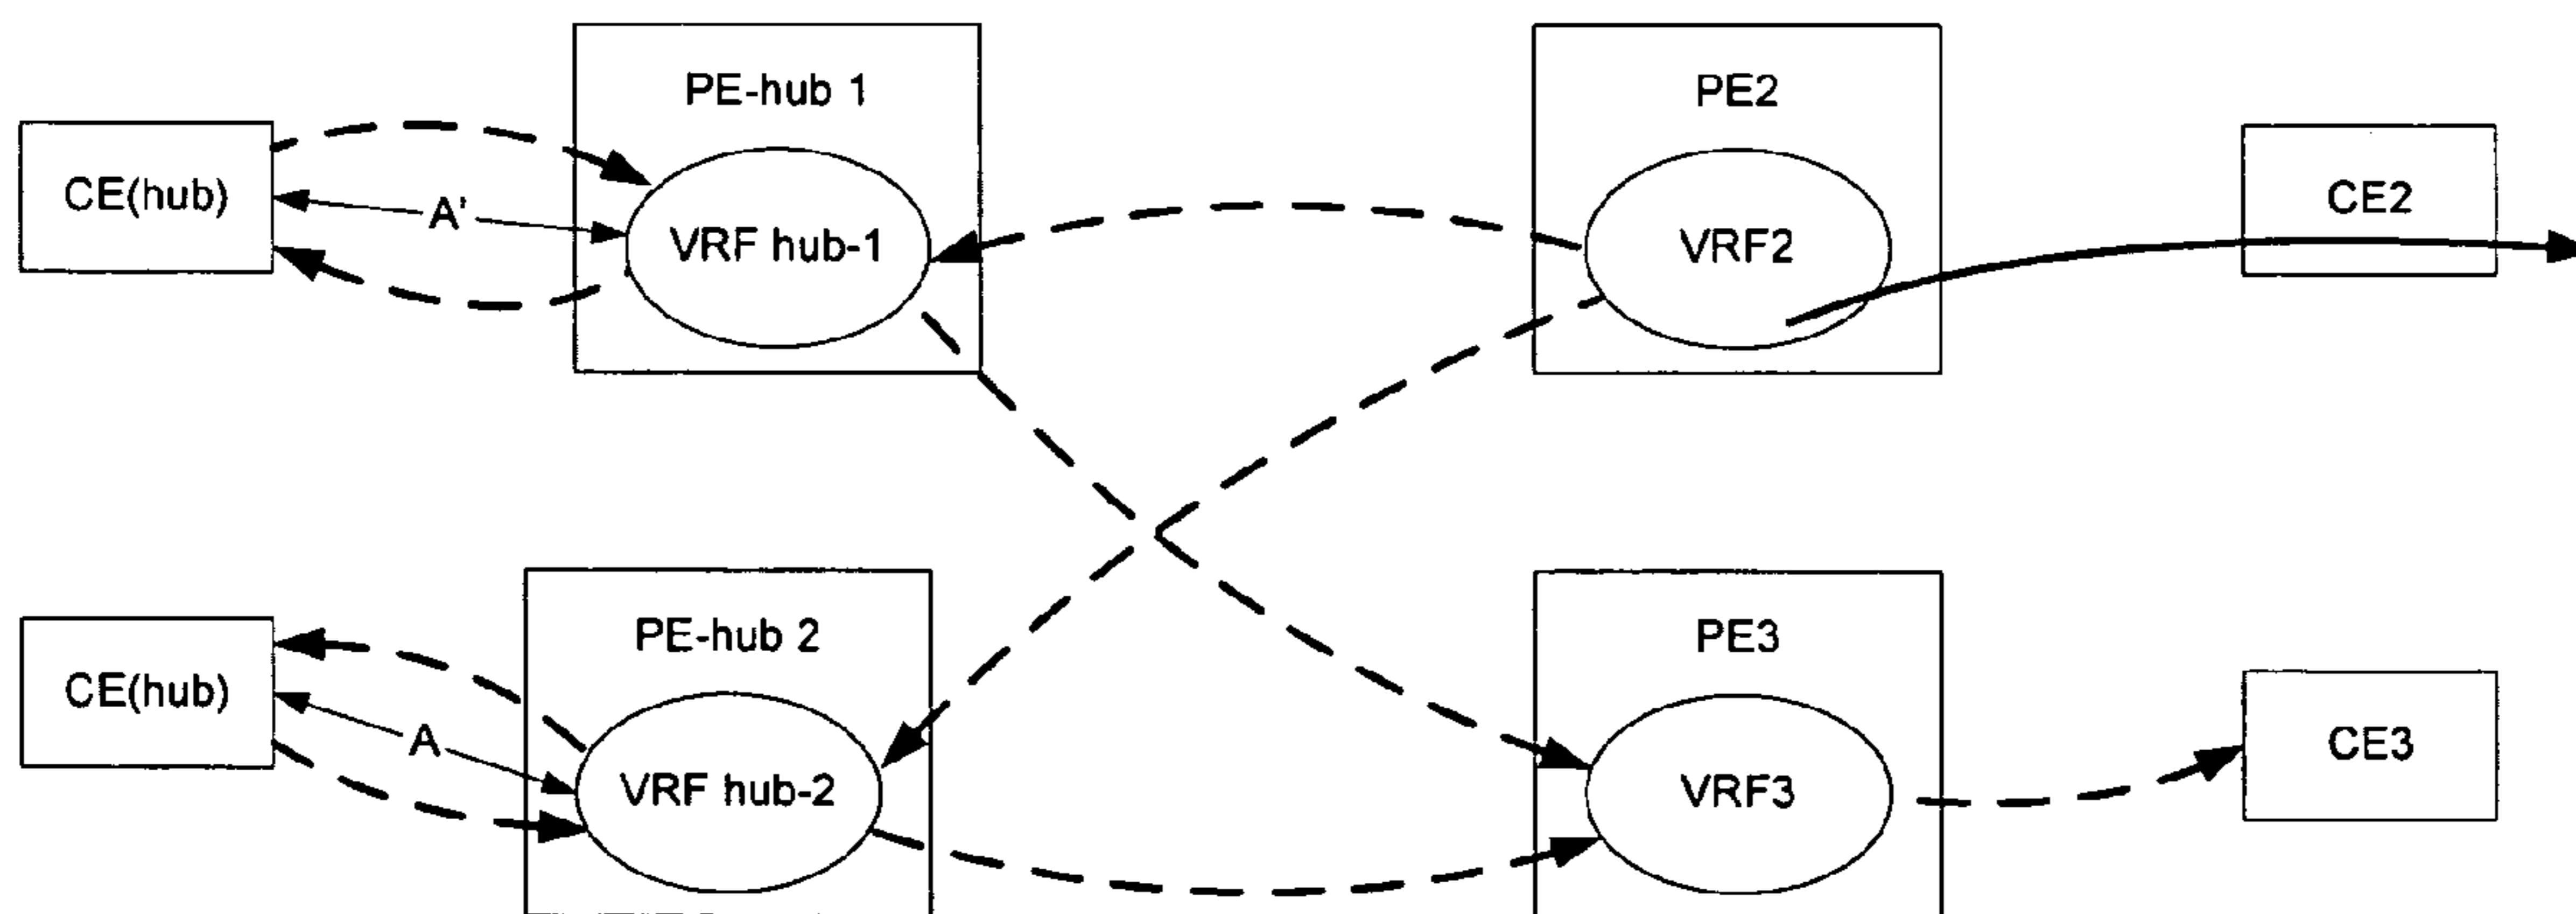 PE-hub 1
PE2
CE(hub)
A'
VRF hub-1
VRF2
CE2
PE-hub 2
PE3
CE(hub)
A
VRF hub-2
VRF3
CE3